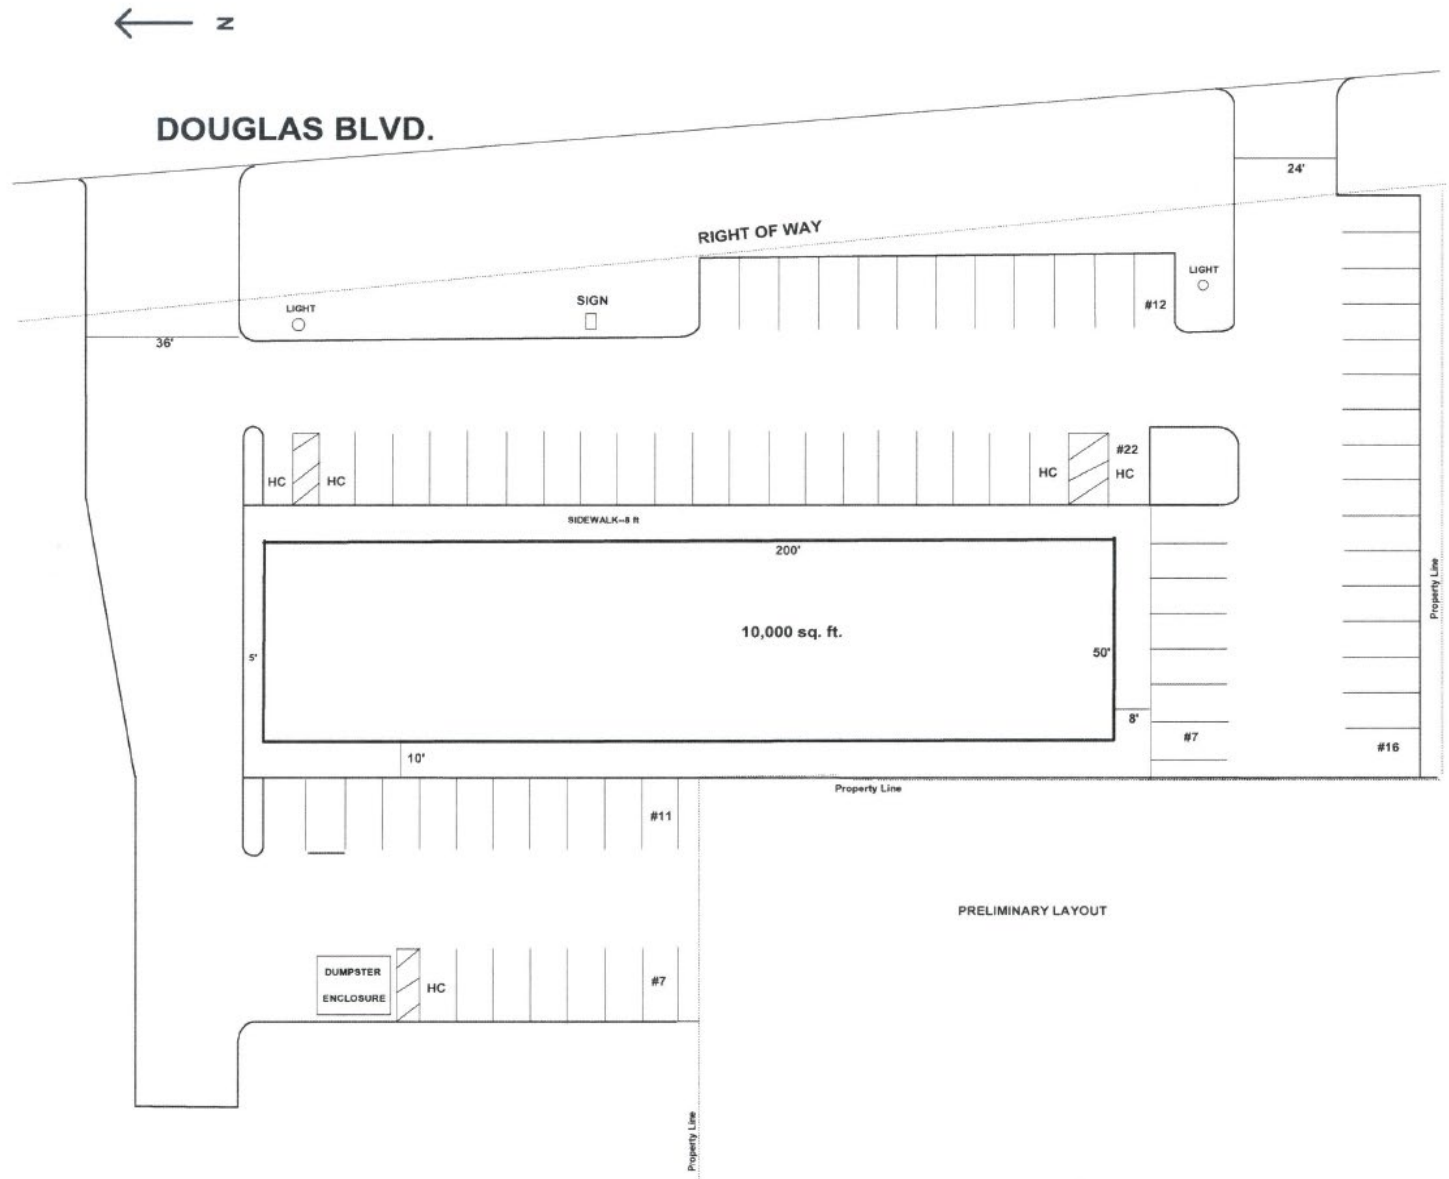 N
DOUGLAS BLVD.
24'
RIGHT OF WAY
LIGHT
LIGHT
SIGN
#12
36'
#22
HC
HC
HC
HC
SIDEWALK--8 ft
200'
Property Line
10,000 sq. ft.
5'
50'
8'
#7
#16
10'
Property Line
#11
PRELIMINARY LAYOUT
DUMPSTER
ENCLOSURE
HC
#7
Property Line